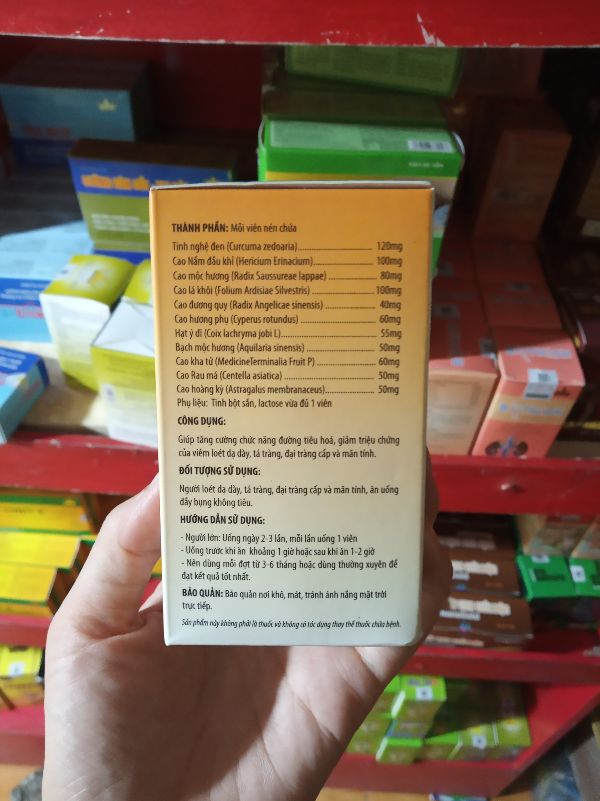 THÀNH PHẦN: Mỗi viên nén chứa
Tinh nghệ đen (Curcuma zedoaria)........................ 120mg
Cao Nấm đầu khỉ (Hericium Erinacium)................... 100mg
Cao mộc hương (Radix Saussureae lappae)............... 80mg
Cao lá khôi (Folium Ardisiae Silvestris).................... 100mg
Cao đương quy (Radix Angelicae sinensis)................. 40mg
Cao hương phụ (Cyperus rotundus)......................... 60mg
Hạt ý dĩ (Coix lachryma jobi L)............................... 55mg
Bạch mộc hương (Aquilaria sinensis)....................... 50mg
Cao kha tử (MedicineTerminalia Fruit P)................... 60mg
Cao Rau má (Centella asiatica)............................... 50mg
Cao hoàng kỳ (Astragalus membranaceus)................ 50mg
Phụ liệu: Tinh bột sắn, lactose vừa đủ 1 viên
CÔNG DỤNG:
Giúp tăng cường chức năng đường tiêu hoá, giảm triệu chứng
của viêm loét dạ dày, tá tràng, đại tràng cấp và mãn tính.
ĐỐI TƯỢNG SỬ DỤNG:
Người loét dạ dày, tá tràng, đại tràng cấp và mãn tính, ăn uống
đầy bụng không tiêu.
HƯỚNG DẪN SỬ DỤNG:
- Người lớn: Uống ngày 2-3 lần, mỗi lần uống 1 viên
- Uống trước khi ăn khoảng 1 giờ hoặc sau khi ăn 1-2 giờ
- Nên dùng mỗi đợt từ 3-6 tháng hoặc dùng thường xuyên để
đạt kết quả tốt nhất.
BẢO QUẢN: Bảo quản nơi khô, mát, tránh ánh nắng mặt trời
trực tiếp.
Sản phẩm này không phải là thuốc và không có tác dụng thay thế thuốc chữa bệnh.